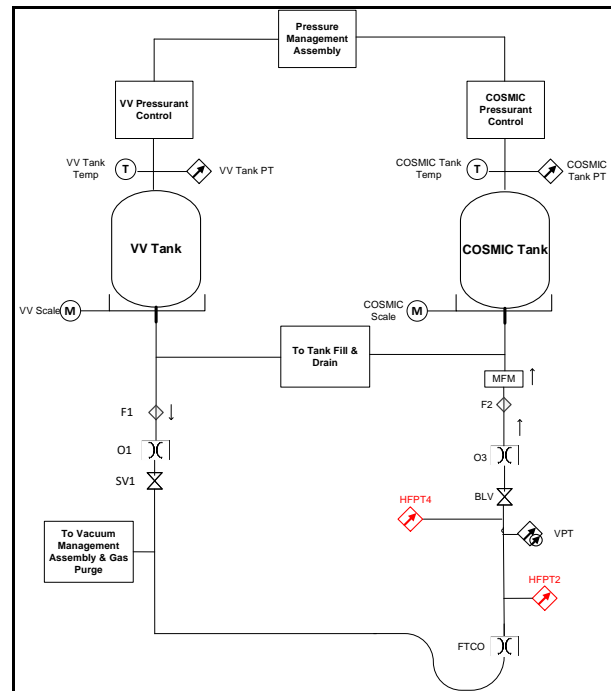 Pressure
Management
Assembly
VV Pressurant
Control
COSMIC
Pressurant
Control
VV Tank
Temp
T
VV Tank PT
COSMIC Tank
Temp
T
COSMIC
Tank PT
VV Tank
COSMIC Tank
VV Scale
M
COSMIC
Scale
M
To Tank Fill &
Drain
MFM
F1
F2
O1
O3
SV1
BLV
HFPT4
VPT
To Vacuum
Management
Assembly & Gas
Purge
HFPT2
FTCO